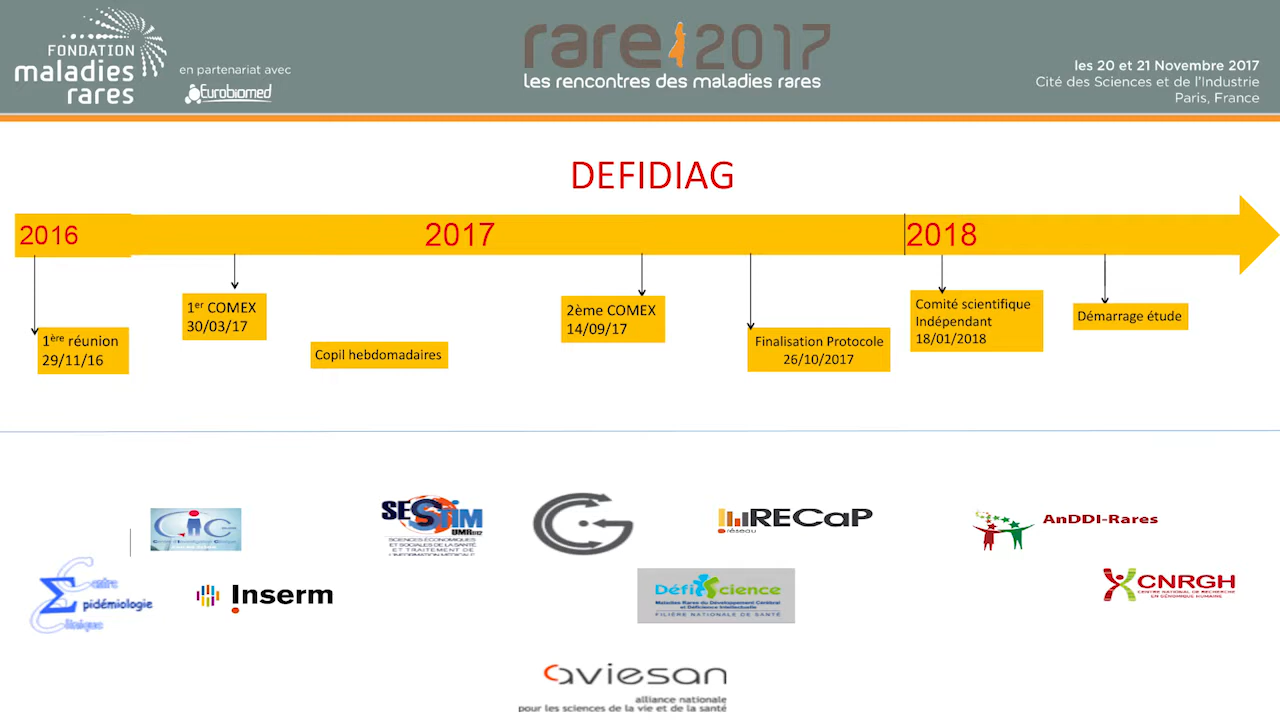 FONDATION
maladies
rares
en partenariat avec
Eurobiomed
rare 2017
les rencontres des maladies rares
les 20 et 21 Novembre 2017
Cité des Sciences et de l'Industrie
Paris, France
DEFIDIAG
2016
2017
2018
1ère réunion
29/11/16
1er COMEX
30/03/17
Copil hebdomadaires
2ème COMEX
14/09/17
Finalisation Protocole
26/10/2017
Comité scientifique
Indépendant
18/01/2018
Démarrage étude
CIC
SESSTIM
UMR912
SCIENCES ÉCONOMIQUES
ET SOCIALES DE LA SANTÉ
ET TRAITEMENT DE
L'INFORMATION MÉDICALE
RECaP
réseau
AnDDI-Rares
Centre
Epidémiologie
Clinique
Inserm
DéfiScience
Maladies Rares du Développement Cérébral
et Déficience Intellectuelle
FILIÈRE NATIONALE DE SANTÉ
CNRGH
CENTRE NATIONAL DE RECHERCHE
EN GÉNOMIQUE HUMAINE
aviesan
alliance nationale
pour les sciences de la vie et de la santé